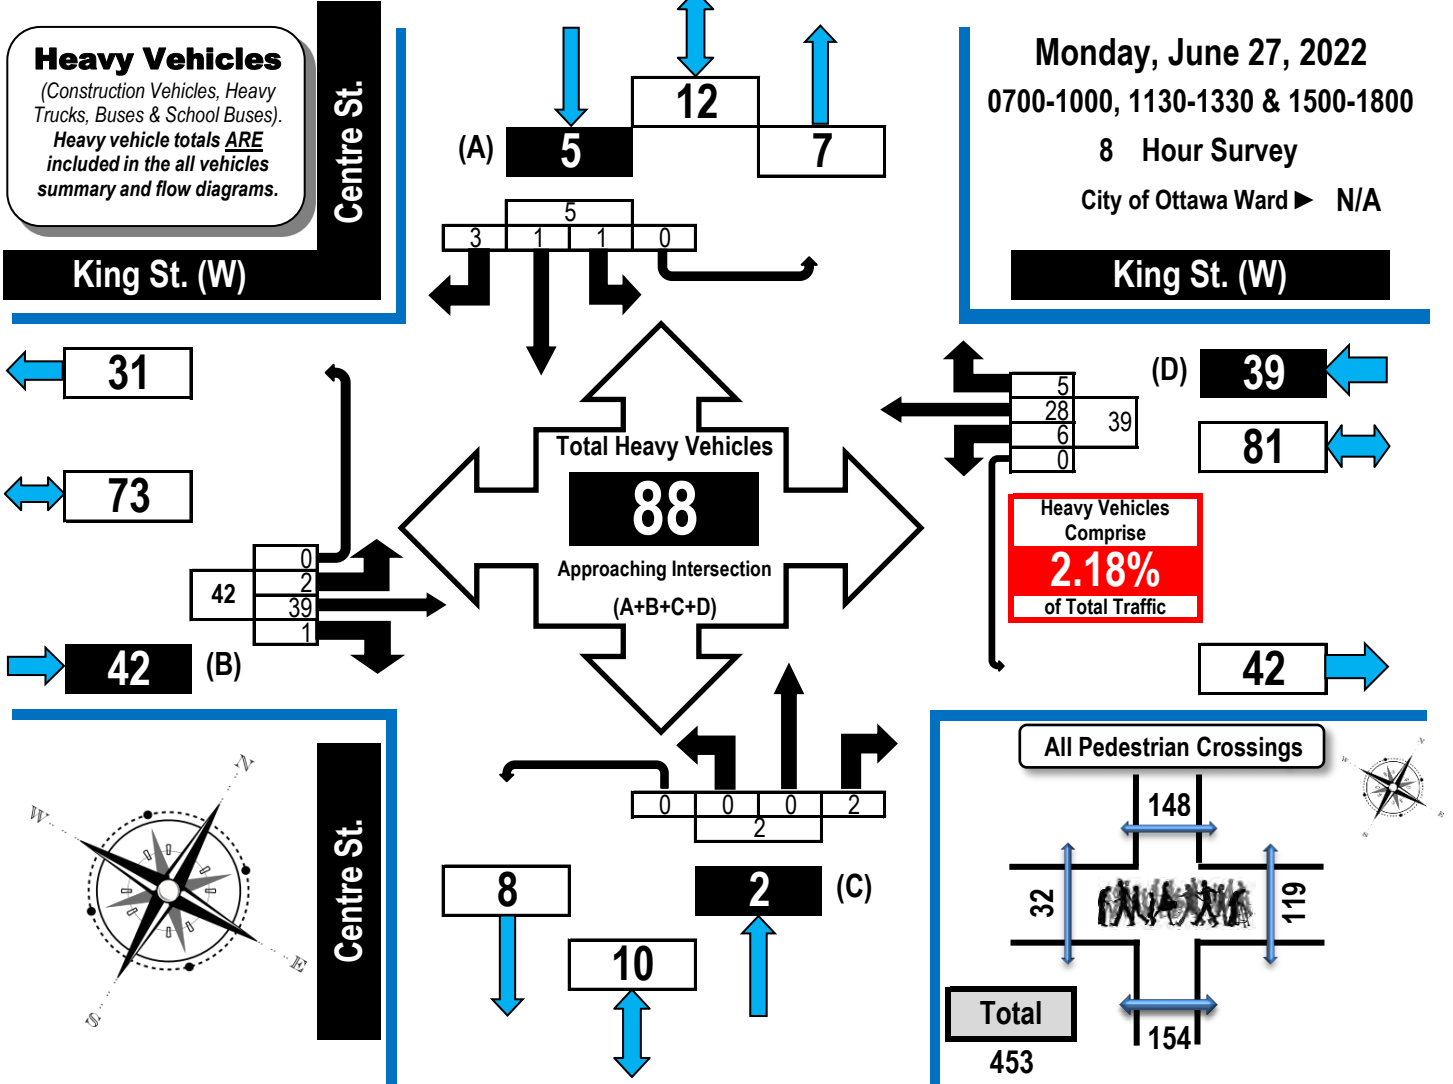 Heavy Vehicles
(Construction Vehicles, Heavy
Trucks, Buses & School Buses).
Heavy vehicle totals ARE
included in the all vehicles
summary and flow diagrams.
Centre St.
King St. (W)
12
(A) 5
7
5
3 1 1 0
Monday, June 27, 2022
0700-1000, 1130-1330 & 1500-1800
8 Hour Survey
City of Ottawa Ward ► N/A
King St. (W)
31
73
0
2
39
1
42
42 (B)
Total Heavy Vehicles
88
Approaching Intersection
(A+B+C+D)
(D) 39
5
28
6
0
39
81
Heavy Vehicles
Comprise
2.18%
of Total Traffic
42
N
W
E
S
Centre St.
0 0 0 2
2
8
2 (C)
10
All Pedestrian Crossings
N
W
E
S
148
32
119
154
Total
453